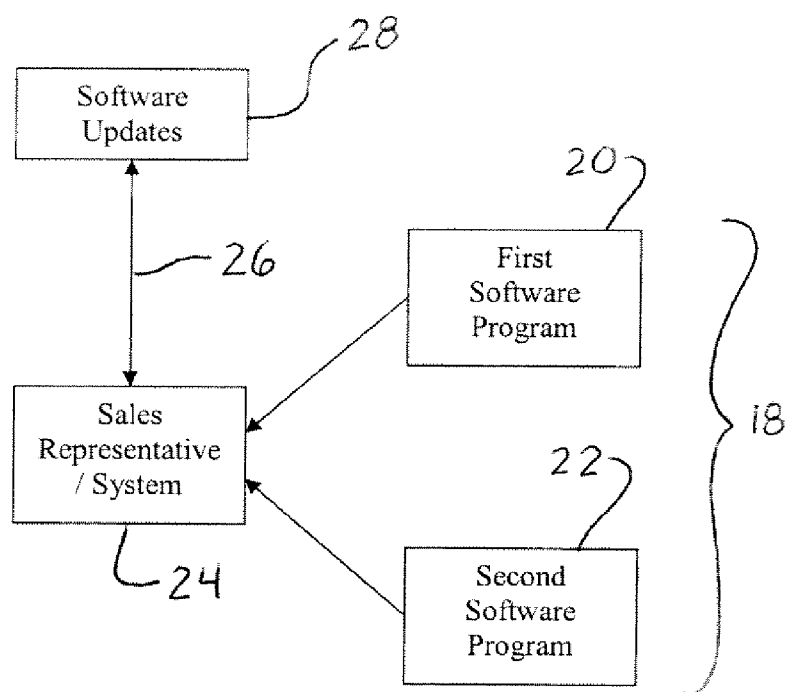 28
Software
Updates
20
26
First
Software
Program
18
Sales
Representative
/ System
22
24
Second
Software
Program